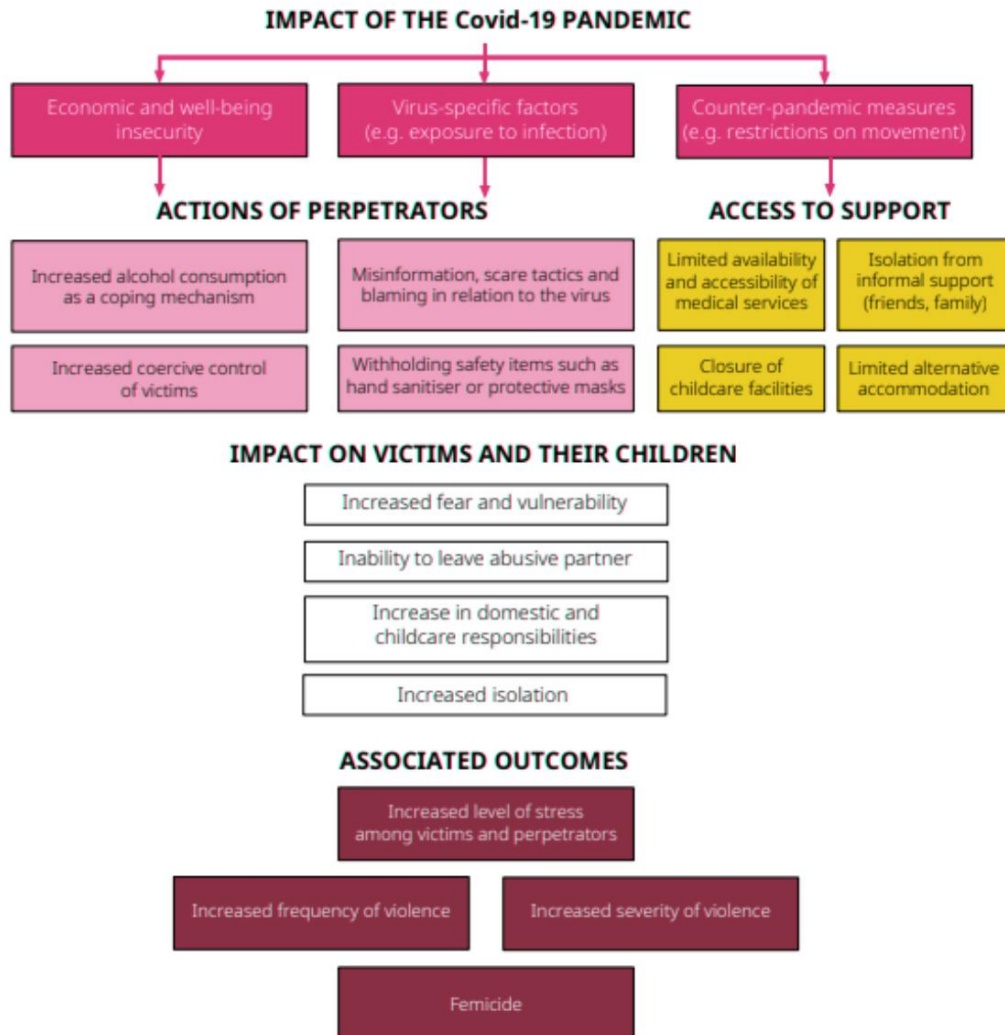 IMPACT OF THE Covid-19 PANDEMIC
Economic and well-being
insecurity
Virus-specific factors
(e.g. exposure to infection)
Counter-pandemic measures
(e.g. restrictions on movement)
ACTIONS OF PERPETRATORS
Increased alcohol consumption
as a coping mechanism
Misinformation, scare tactics and
blaming in relation to the virus
Increased coercive control
of victims
Withholding safety items such as
hand sanitiser or protective masks
ACCESS TO SUPPORT
Limited availability
and accessibility of
medical services
Isolation from
informal support
(friends, family)
Closure of
childcare facilities
Limited alternative
accommodation
IMPACT ON VICTIMS AND THEIR CHILDREN
Increased fear and vulnerability
Inability to leave abusive partner
Increase in domestic and
childcare responsibilities
Increased isolation
ASSOCIATED OUTCOMES
Increased level of stress
among victims and perpetrators
Increased frequency of violence
Increased severity of violence
Femicide